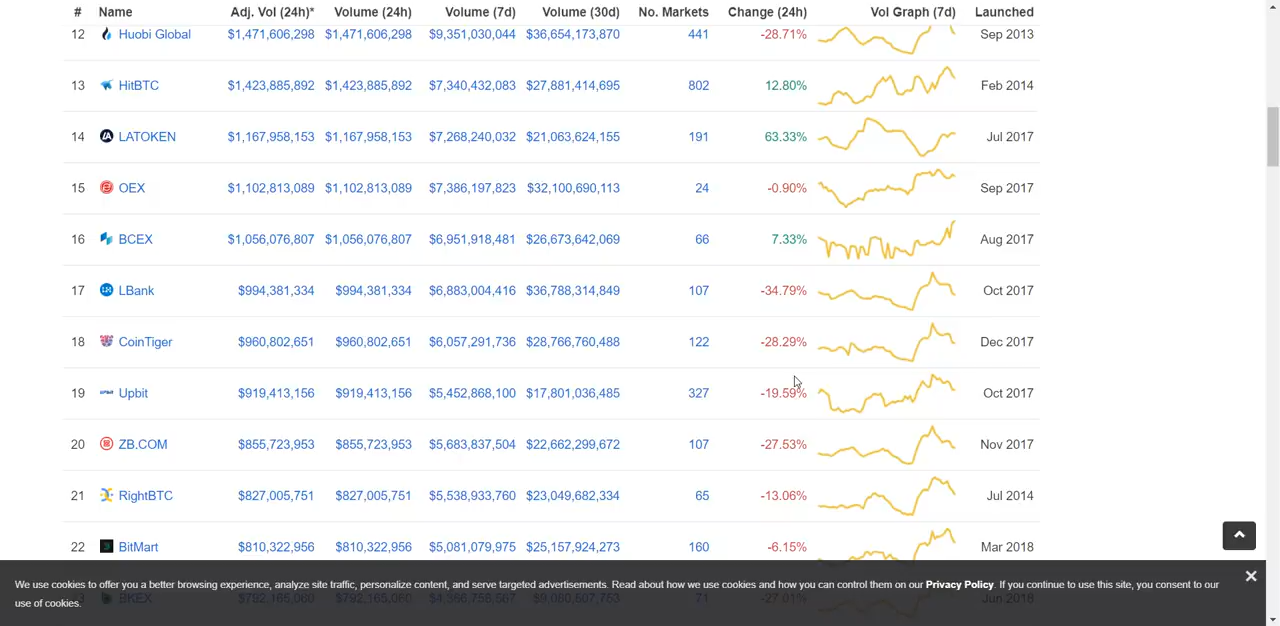 # Name Adj. Vol (24h)* Volume (24h) Volume (7d) Volume (30d) No. Markets Change (24h) Vol Graph (7d) Launched
12 Huobi Global $1,471,606,298 $1,471,606,298 $9,351,030,044 $36,654,173,870 441 -28.71% Sep 2013
13 HitBTC $1,423,885,892 $1,423,885,892 $7,340,432,083 $27,881,414,695 802 12.80% Feb 2014
14 LATOKEN $1,167,958,153 $1,167,958,153 $7,268,240,032 $21,063,624,155 191 63.33% Jul 2017
15 OEX $1,102,813,089 $1,102,813,089 $7,386,197,823 $32,100,690,113 24 -0.90% Sep 2017
16 BCEX $1,056,076,807 $1,056,076,807 $6,951,918,481 $26,673,642,069 66 7.33% Aug 2017
17 LBank $994,381,334 $994,381,334 $6,883,004,416 $36,788,314,849 107 -34.79% Oct 2017
18 CoinTiger $960,802,651 $960,802,651 $6,057,291,736 $28,766,760,488 122 -28.29% Dec 2017
19 Upbit $919,413,156 $919,413,156 $5,452,868,100 $17,801,036,485 327 -19.59% Oct 2017
20 ZB.COM $855,723,953 $855,723,953 $5,683,837,504 $22,662,299,672 107 -27.53% Nov 2017
21 RightBTC $827,005,751 $827,005,751 $5,538,933,760 $23,049,682,334 65 -13.06% Jul 2014
22 BitMart $810,322,956 $810,322,956 $5,081,079,975 $25,157,924,273 160 -6.15% Mar 2018
We use cookies to offer you a better browsing experience, analyze site traffic, personalize content, and serve targeted advertisements. Read about how we use cookies and how you can control them on our Privacy Policy. If you continue to use this site, you consent to our
use of cookies.
BKEX 71 -27.01% Jun 2018